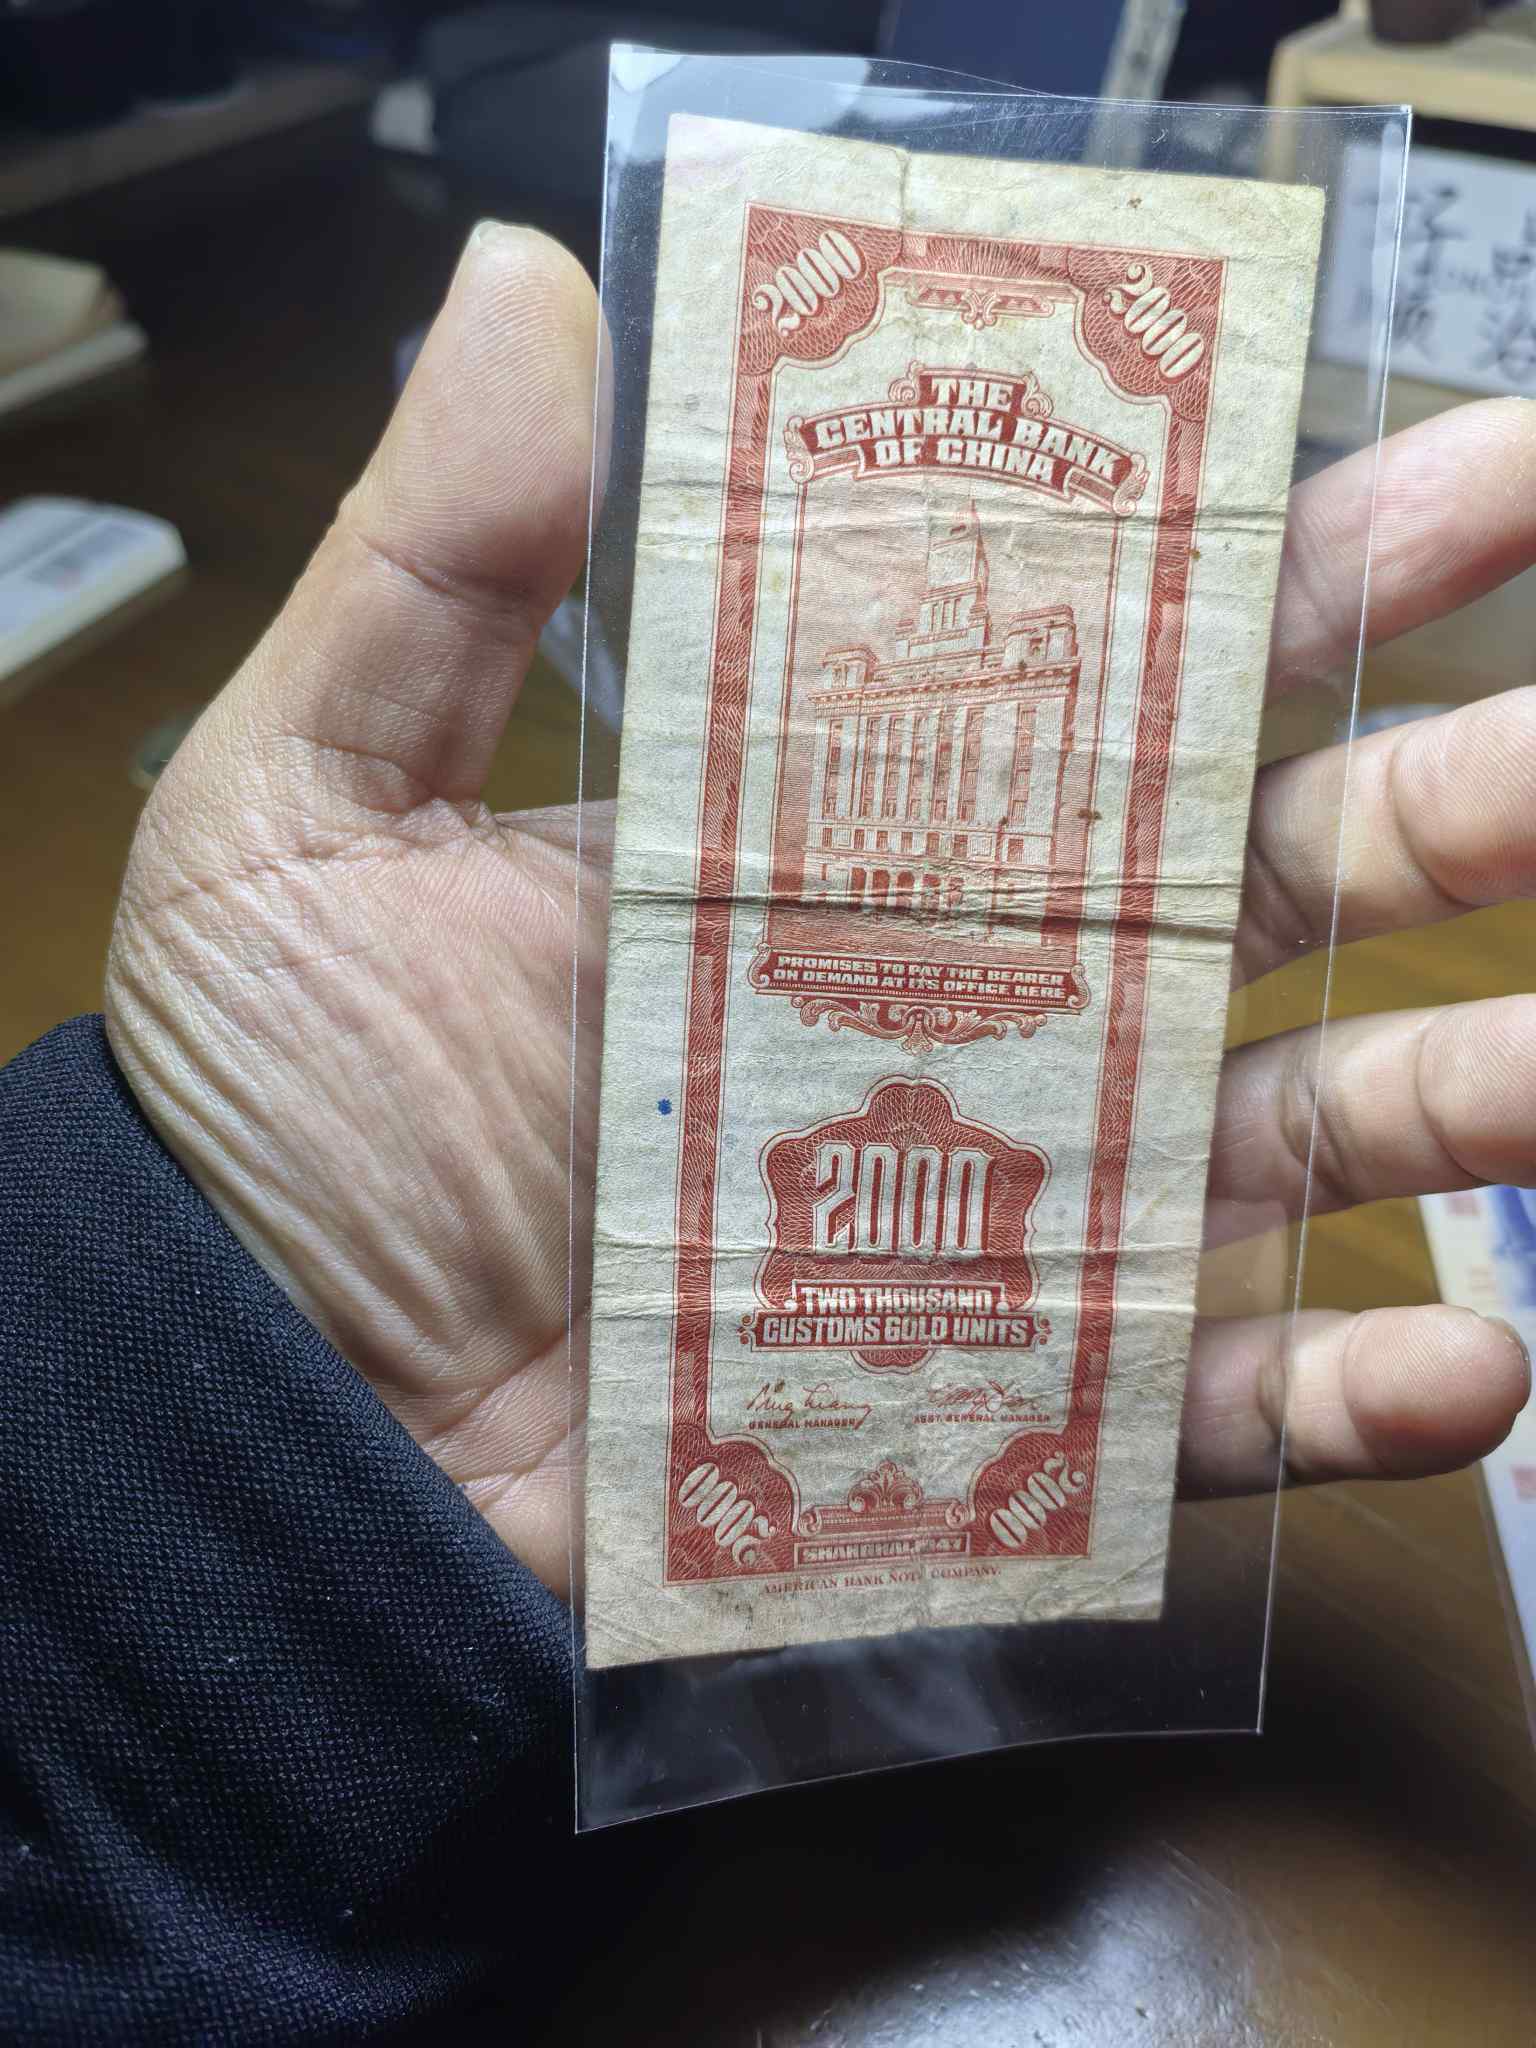 2000
2000
THE
CENTRAL BANK
OF CHINA
PROMISES TO PAY THE BEARER
ON DEMAND AT ITS OFFICE HERE
2000
TWO THOUSAND
CUSTOMS GOLD UNITS
GENERAL MANAGER
ASST. GENERAL MANAGER
2000
2000
SHANGHAI, 1947
AMERICAN BANK NOTE COMPANY.